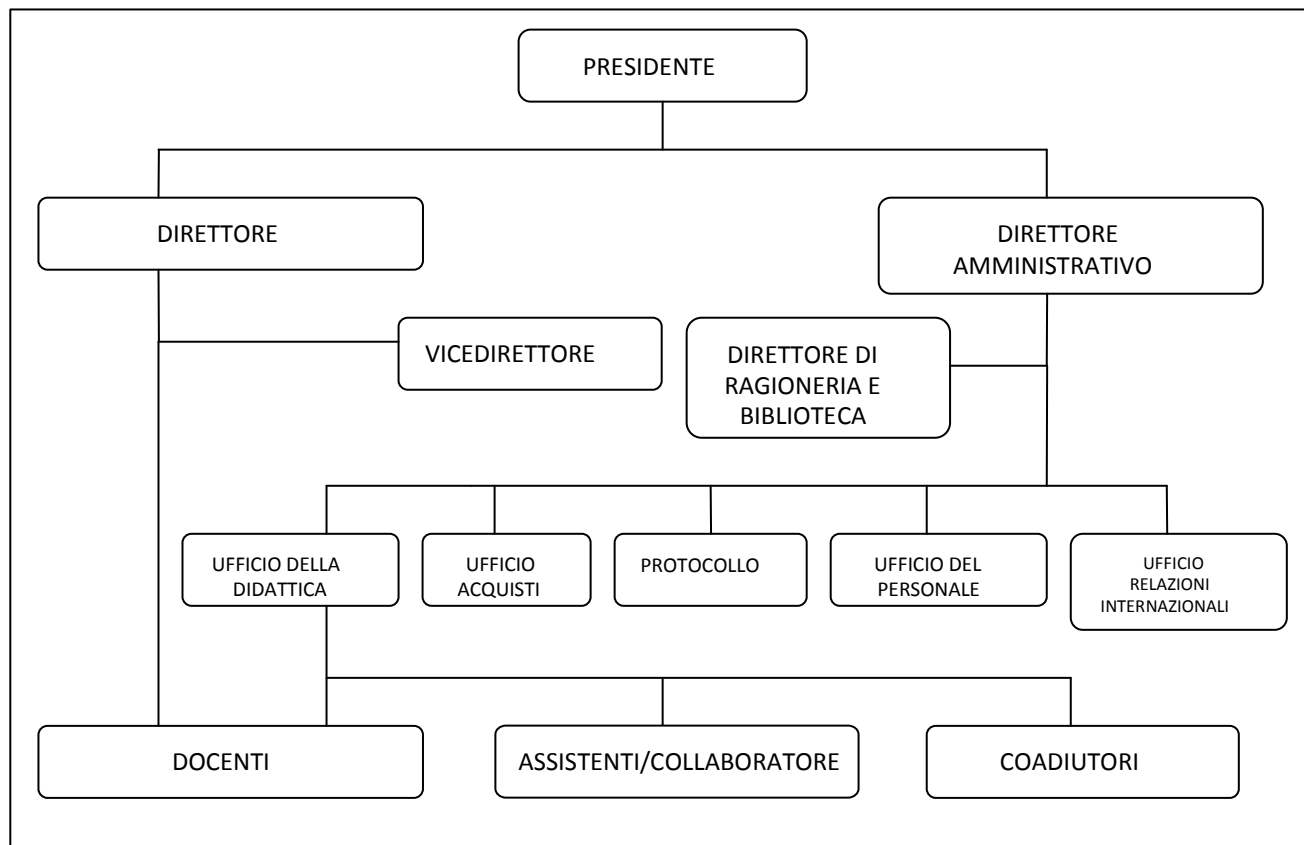 PRESIDENTE
DIRETTORE
DIRETTORE
AMMINISTRATIVO
VICEDIRETTORE
DIRETTORE DI
RAGIONERIA E
BIBLIOTECA
UFFICIO DELLA
DIDATTICA
UFFICIO
ACQUISTI
PROTOCOLLO
UFFICIO DEL
PERSONALE
UFFICIO
RELAZIONI
INTERNAZIONALI
DOCENTI
ASSISTENTI/COLLABORATORE
COADIUTORI